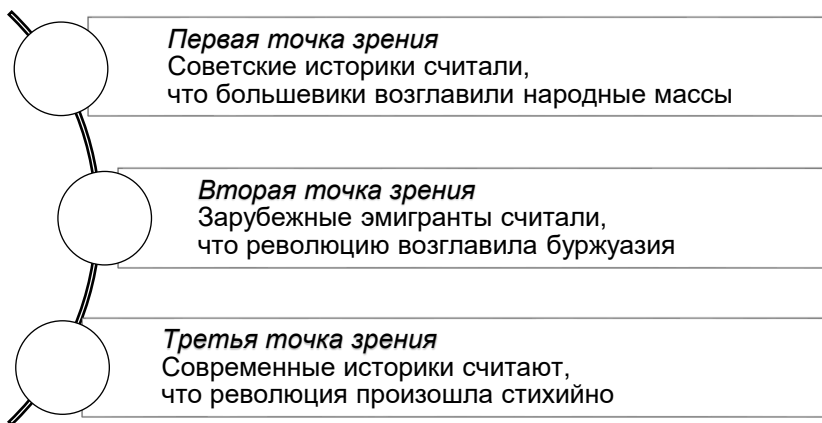 Первая точка зрения
Советские историки считали,
что большевики возглавили народные массы
Вторая точка зрения
Зарубежные эмигранты считали,
что революцию возглавила буржуазия
Третья точка зрения
Современные историки считают,
что революция произошла стихийно